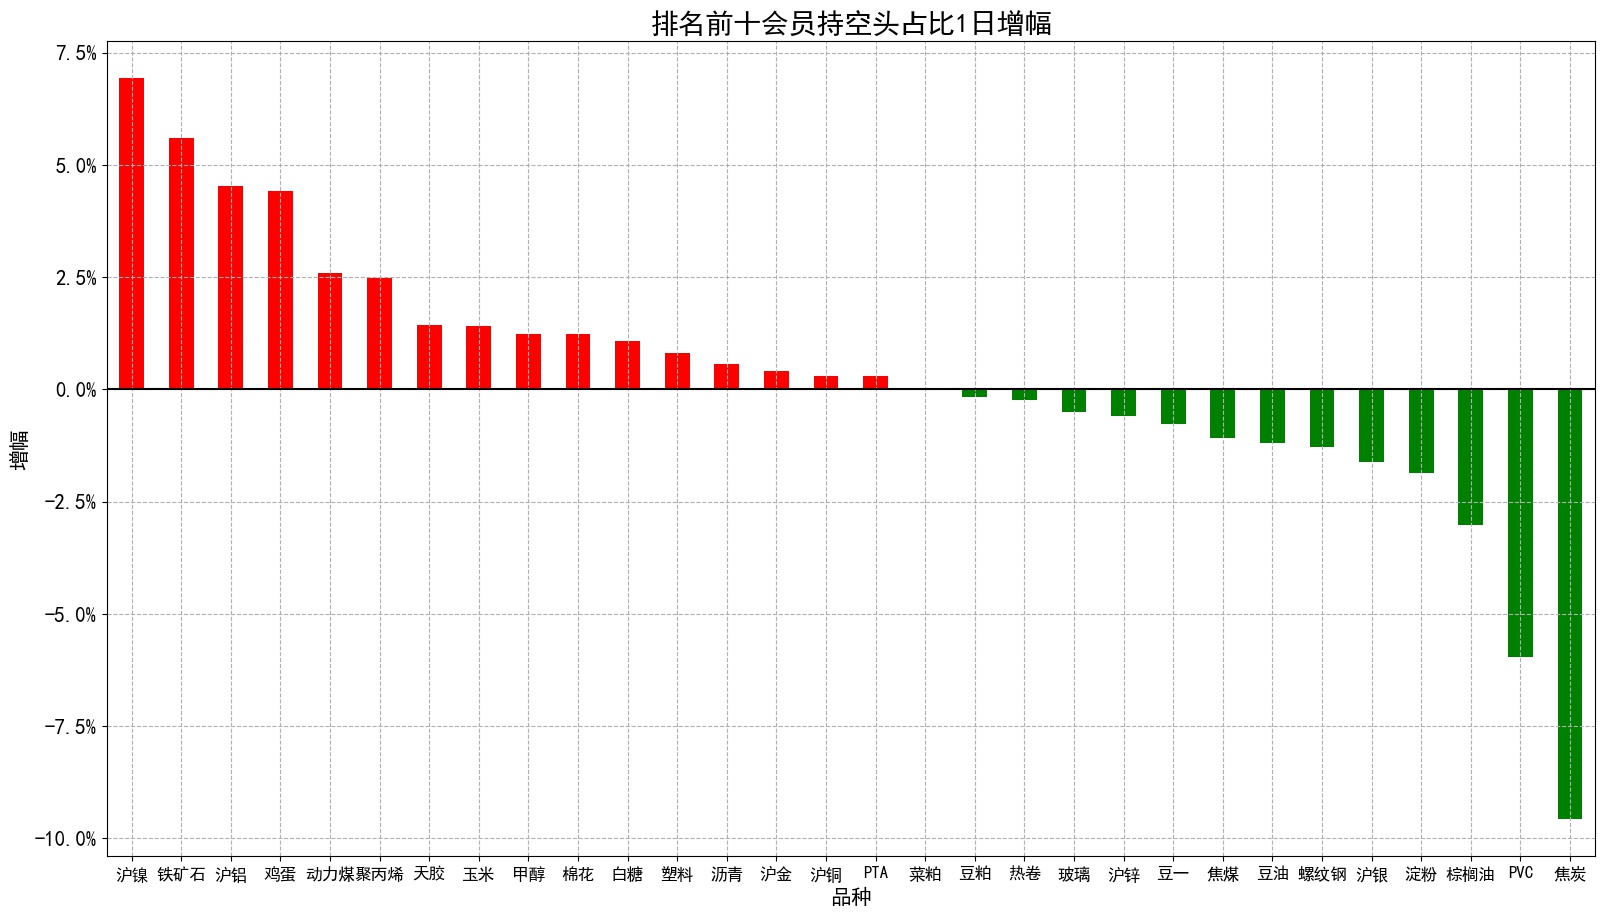 排名前十会员持空头占比1日增幅
7.5%
5.0%
2.5%
0.0%
−2.5%
−5.0%
−7.5%
−10.0%
增幅
沪镍 铁矿石 沪铝 鸡蛋 动力煤 聚丙烯 天胶 玉米 甲醇 棉花 白糖 塑料 沥青 沪金 沪铜 PTA 菜粕 豆粕 热卷 玻璃 沪锌 豆一 焦煤 豆油 螺纹钢 沪银 淀粉 棕榈油 PVC 焦炭
品种